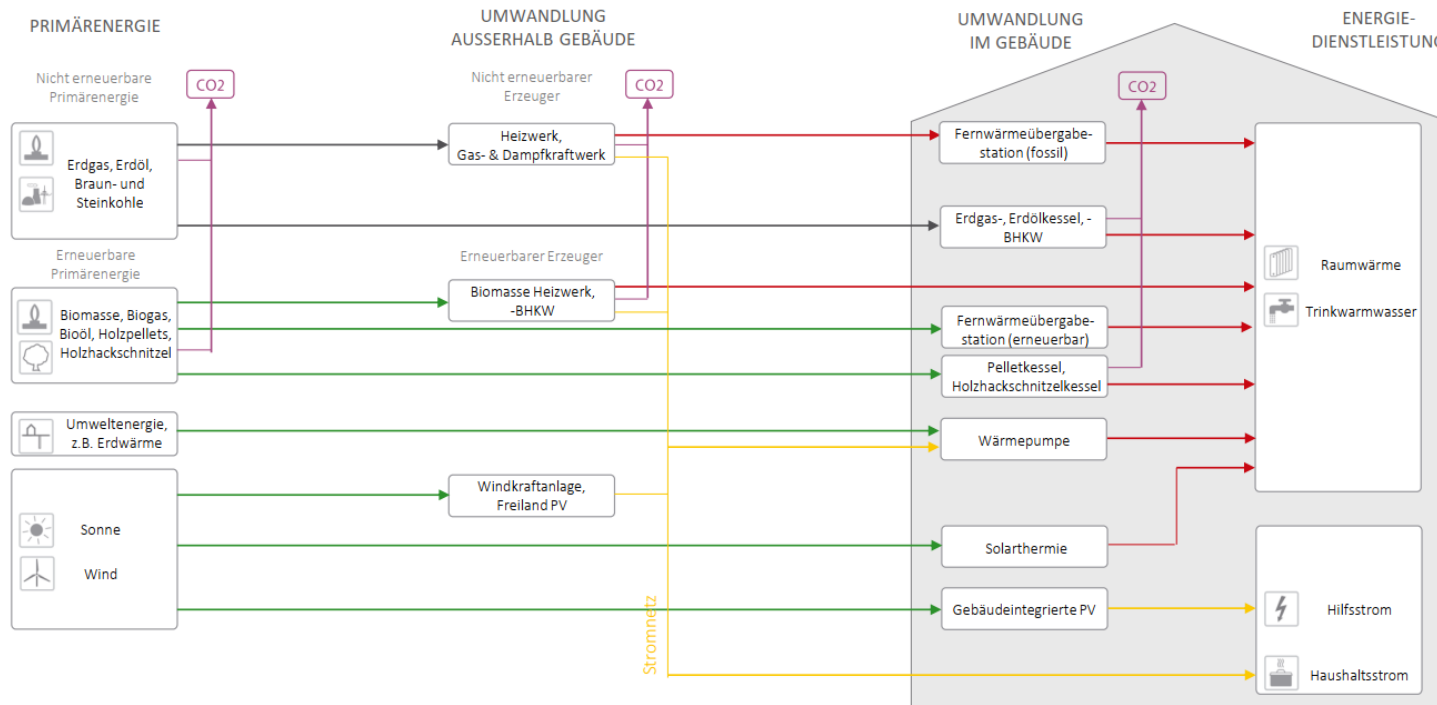 PRIMÄRENERGIE
UMWANDLUNG
AUSSERHALB GEBÄUDE
UMWANDLUNG
IM GEBÄUDE
ENERGIE-
DIENSTLEISTUNG
Nicht erneuerbare
Primärenergie
CO2
Nicht erneuerbarer
Erzeuger
CO2
CO2
Erdgas, Erdöl,
Braun- und
Steinkohle
Heizwerk,
Gas- & Dampfkraftwerk
Fernwärmeübergabe-
station (fossil)
Erdgas-, Erdölkessel, -
BHKW
Erneuerbare
Primärenergie
Erneuerbarer Erzeuger
Biomasse, Biogas,
Bioöl, Holzpellets,
Holzhackschnitzel
Biomasse Heizwerk,
-BHKW
Fernwärmeübergabe-
station (erneuerbar)
Pelletkessel,
Holzhackschnitzelkessel
Raumwärme
Trinkwarmwasser
Umweltenergie,
z.B. Erdwärme
Wärmepumpe
Windkraftanlage,
Freiland PV
Sonne
Wind
Solarthermie
Gebäudeintegrierte PV
Stromnetz
Hilfsstrom
Haushaltsstrom